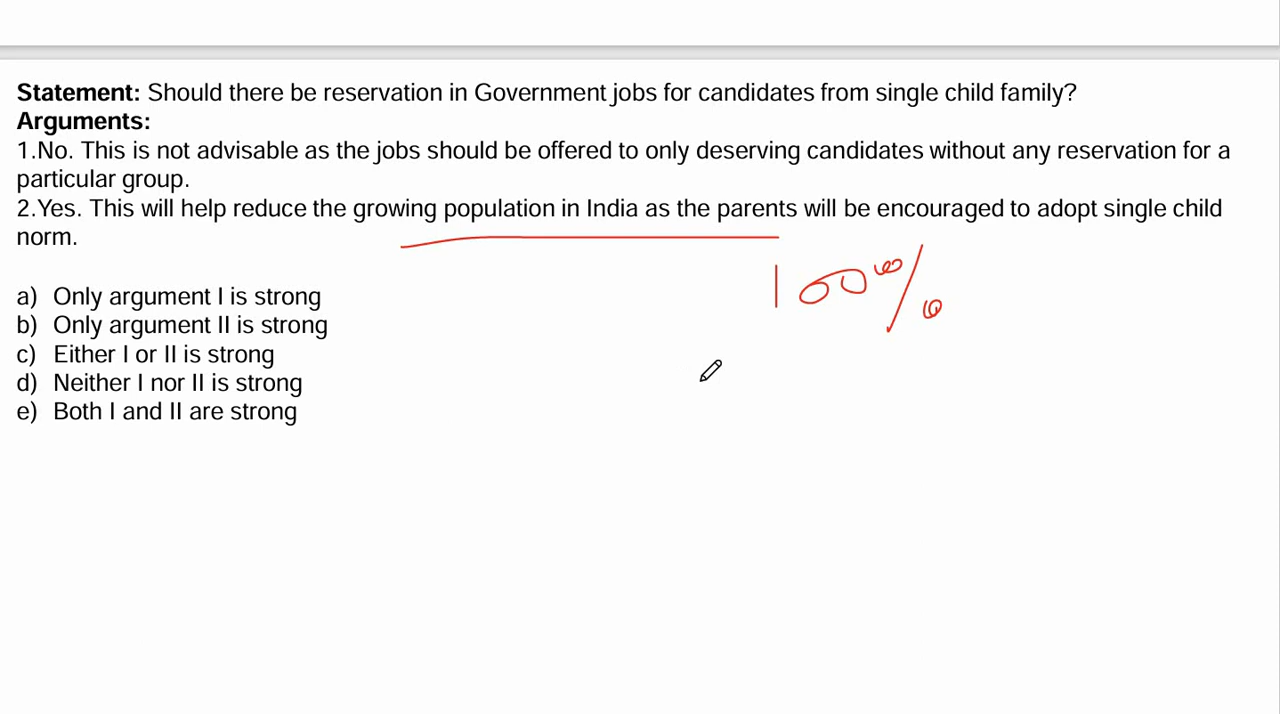 Statement: Should there be reservation in Government jobs for candidates from single child family?
Arguments:
1.No. This is not advisable as the jobs should be offered to only deserving candidates without any reservation for a
particular group.
2.Yes. This will help reduce the growing population in India as the parents will be encouraged to adopt single child
norm.
100%
a) Only argument I is strong
b) Only argument II is strong
c) Either I or II is strong
d) Neither I nor II is strong
e) Both I and II are strong